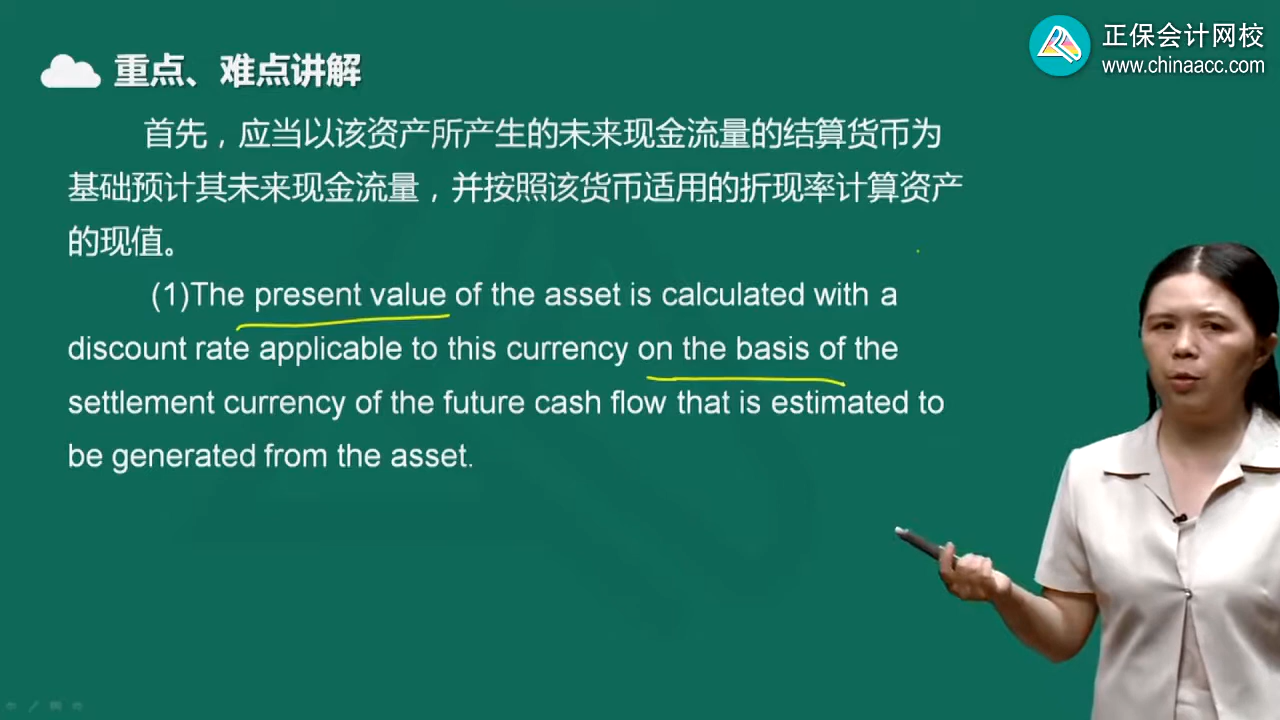 正保会计网校
www.chinaacc.com
重点、难点讲解
首先，应当以该资产所产生的未来现金流量的结算货币为
基础预计其未来现金流量，并按照该货币适用的折现率计算资产
的现值。
(1)The present value of the asset is calculated with a
discount rate applicable to this currency on the basis of the
settlement currency of the future cash flow that is estimated to
be generated from the asset.